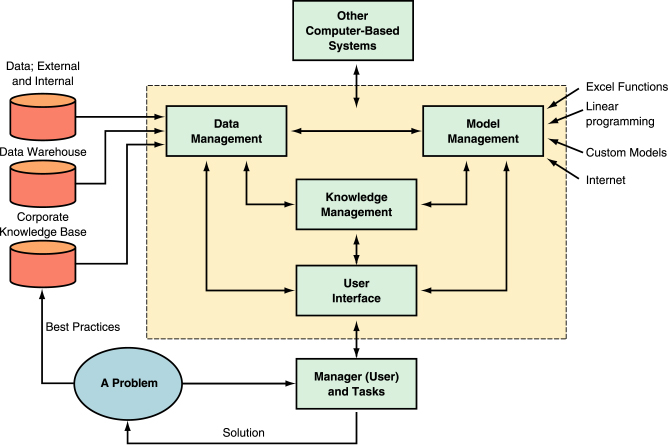 Other
Computer-Based
Systems
Data; External
and Internal
Data
Management
Model
Management
Excel Functions
Linear
programming
Custom Models
Internet
Data Warehouse
Knowledge
Management
Corporate
Knowledge Base
User
Interface
Best Practices
A Problem
Manager (User)
and Tasks
Solution